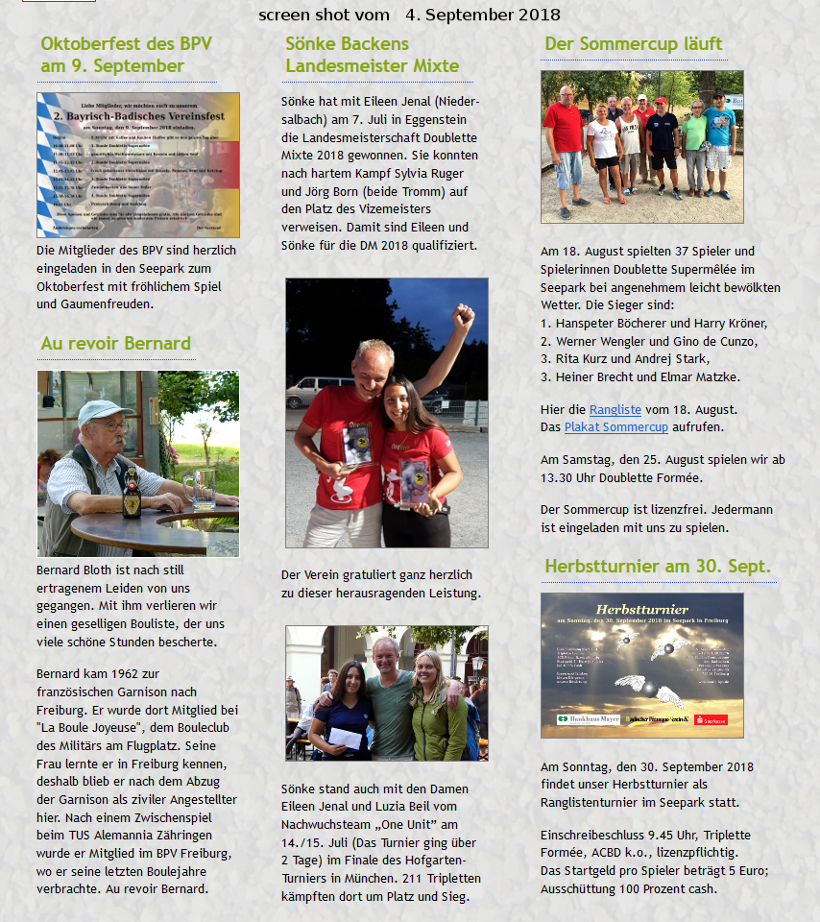 screen shot vom 4. September 2018
Oktoberfest des BPV
am 9. September
Liebe Mitglieder, wir möchten euch zu unserem
2. Bayrisch-Badisches Vereinsfest
am Sonntag, den 9. September 2018 einladen.
Die Mitglieder des BPV sind herzlich
eingeladen in den Seepark zum
Oktoberfest mit fröhlichem Spiel
und Gaumenfreuden.
Au revoir Bernard
Bernard Bloth ist nach still
ertragenem Leiden von uns
gegangen. Mit ihm verlieren wir
einen geselligen Bouliste, der uns
viele schöne Stunden bescherte.
Bernard kam 1962 zur
französischen Garnison nach
Freiburg. Er wurde dort Mitglied bei
"La Boule Joyeuse", dem Bouleclub
des Militärs am Flugplatz. Seine
Frau lernte er in Freiburg kennen,
deshalb blieb er nach dem Abzug
der Garnison als ziviler Angestellter
hier. Nach einem Zwischenspiel
beim TUS Alemannia Zähringen
wurde er Mitglied im BPV Freiburg,
wo er seine letzten Boulejahre
verbrachte. Au revoir Bernard.
Sönke Backens
Landesmeister Mixte
Sönke hat mit Eileen Jenal (Nieder-
salbach) am 7. Juli in Eggenstein
die Landesmeisterschaft Doublette
Mixte 2018 gewonnen. Sie konnten
nach hartem Kampf Sylvia Ruger
und Jörg Born (beide Tromm) auf
den Platz des Vizemeisters
verweisen. Damit sind Eileen und
Sönke für die DM 2018 qualifiziert.
Der Verein gratuliert ganz herzlich
zu dieser herausragenden Leistung.
Sönke stand auch mit den Damen
Eileen Jenal und Luzia Beil vom
Nachwuchsteam „One Unit” am
14./15. Juli (Das Turnier ging über
2 Tage) im Finale des Hofgarten-
Turniers in München. 211 Tripletten
kämpften dort um Platz und Sieg.
Der Sommercup läuft
Am 18. August spielten 37 Spieler und
Spielerinnen Doublette Supermêlée im
Seepark bei angenehmem leicht bewölkten
Wetter. Die Sieger sind:
1. Hanspeter Böcherer und Harry Kröner,
2. Werner Wengler und Gino de Cunzo,
3. Rita Kurz und Andrej Stark,
3. Heiner Brecht und Elmar Matzke.
Hier die Rangliste vom 18. August.
Das Plakat Sommercup aufrufen.
Am Samstag, den 25. August spielen wir ab
13.30 Uhr Doublette Formée.
Der Sommercup ist lizenzfrei. Jedermann
ist eingeladen mit uns zu spielen.
Herbstturnier am 30. Sept.
Herbstturnier
am Sonntag, den 30. September 2018 im Seepark in Freiburg
Bankhaus Mayer
Sparkasse
Am Sonntag, den 30. September 2018
findet unser Herbstturnier als
Ranglistenturnier im Seepark statt.
Einschreibeschluss 9.45 Uhr, Triplette
Formée, ACBD k.o., lizenzpflichtig.
Das Startgeld pro Spieler beträgt 5 Euro;
Ausschüttung 100 Prozent cash.